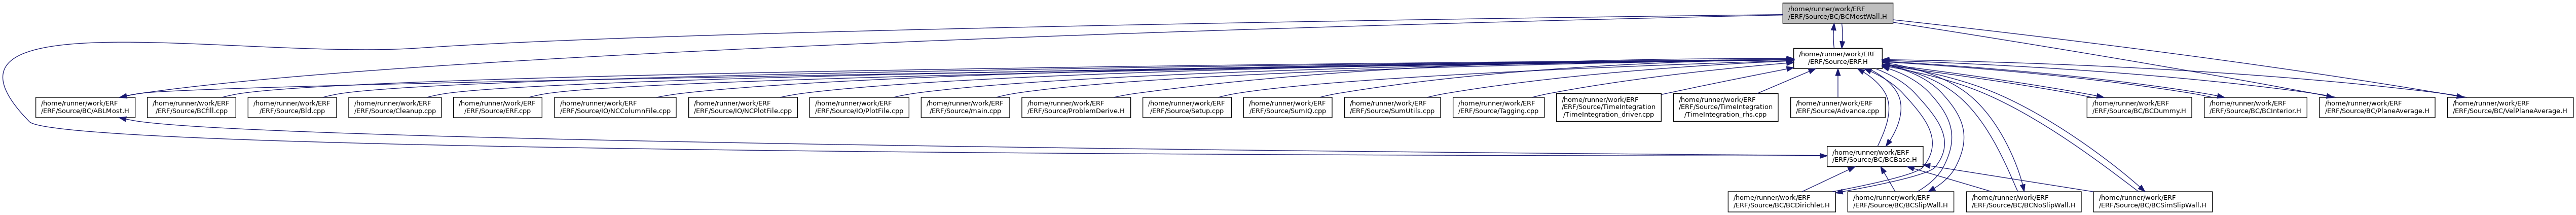 /home/runner/work/ERF
/ERF/Source/BC/BCMostWall.H
/home/runner/work/ERF
/ERF/Source/ERF.H
/home/runner/work/ERF
/ERF/Source/BC/ABLMost.H
/home/runner/work/ERF
/ERF/Source/BCfill.cpp
/home/runner/work/ERF
/ERF/Source/Bld.cpp
/home/runner/work/ERF
/ERF/Source/Cleanup.cpp
/home/runner/work/ERF
/ERF/Source/ERF.cpp
/home/runner/work/ERF
/ERF/Source/IO/NCColumnFile.cpp
/home/runner/work/ERF
/ERF/Source/IO/NCPlotFile.cpp
/home/runner/work/ERF
/ERF/Source/IO/PlotFile.cpp
/home/runner/work/ERF
/ERF/Source/main.cpp
/home/runner/work/ERF
/ERF/Source/ProblemDerive.H
/home/runner/work/ERF
/ERF/Source/Setup.cpp
/home/runner/work/ERF
/ERF/Source/SumIQ.cpp
/home/runner/work/ERF
/ERF/Source/SumUtils.cpp
/home/runner/work/ERF
/ERF/Source/Tagging.cpp
/home/runner/work/ERF
/ERF/Source/TimeIntegration
/TimeIntegration_driver.cpp
/home/runner/work/ERF
/ERF/Source/TimeIntegration
/TimeIntegration_rhs.cpp
/home/runner/work/ERF
/ERF/Source/Advance.cpp
/home/runner/work/ERF
/ERF/Source/BC/BCDummy.H
/home/runner/work/ERF
/ERF/Source/BC/BCInterior.H
/home/runner/work/ERF
/ERF/Source/BC/PlaneAverage.H
/home/runner/work/ERF
/ERF/Source/BC/VelPlaneAverage.H
/home/runner/work/ERF
/ERF/Source/BC/BCBase.H
/home/runner/work/ERF
/ERF/Source/BC/BCDirichlet.H
/home/runner/work/ERF
/ERF/Source/BC/BCSlipWall.H
/home/runner/work/ERF
/ERF/Source/BC/BCNoSlipWall.H
/home/runner/work/ERF
/ERF/Source/BC/BCSimSlipWall.H